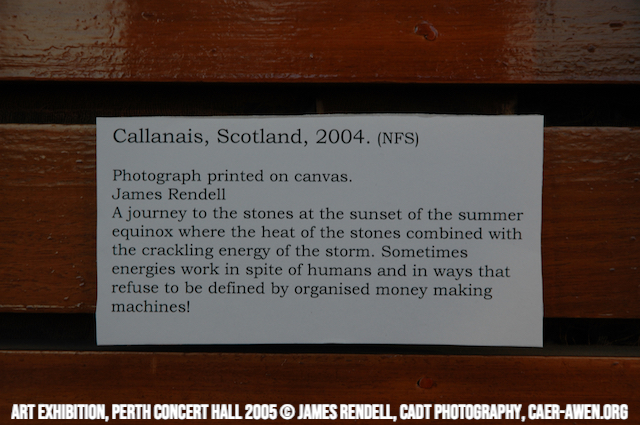 Callanais, Scotland, 2004. (NFS)
Photograph printed on canvas.
James Rendell
A journey to the stones at the sunset of the summer
equinox where the heat of the stones combined with
the crackling energy of the storm. Sometimes
energies work in spite of humans and in ways that
refuse to be defined by organised money making
machines!
ART EXHIBITION, PERTH CONCERT HALL 2005 © JAMES RENDELL, CADT PHOTOGRAPHY, CAER-AWEN.ORG